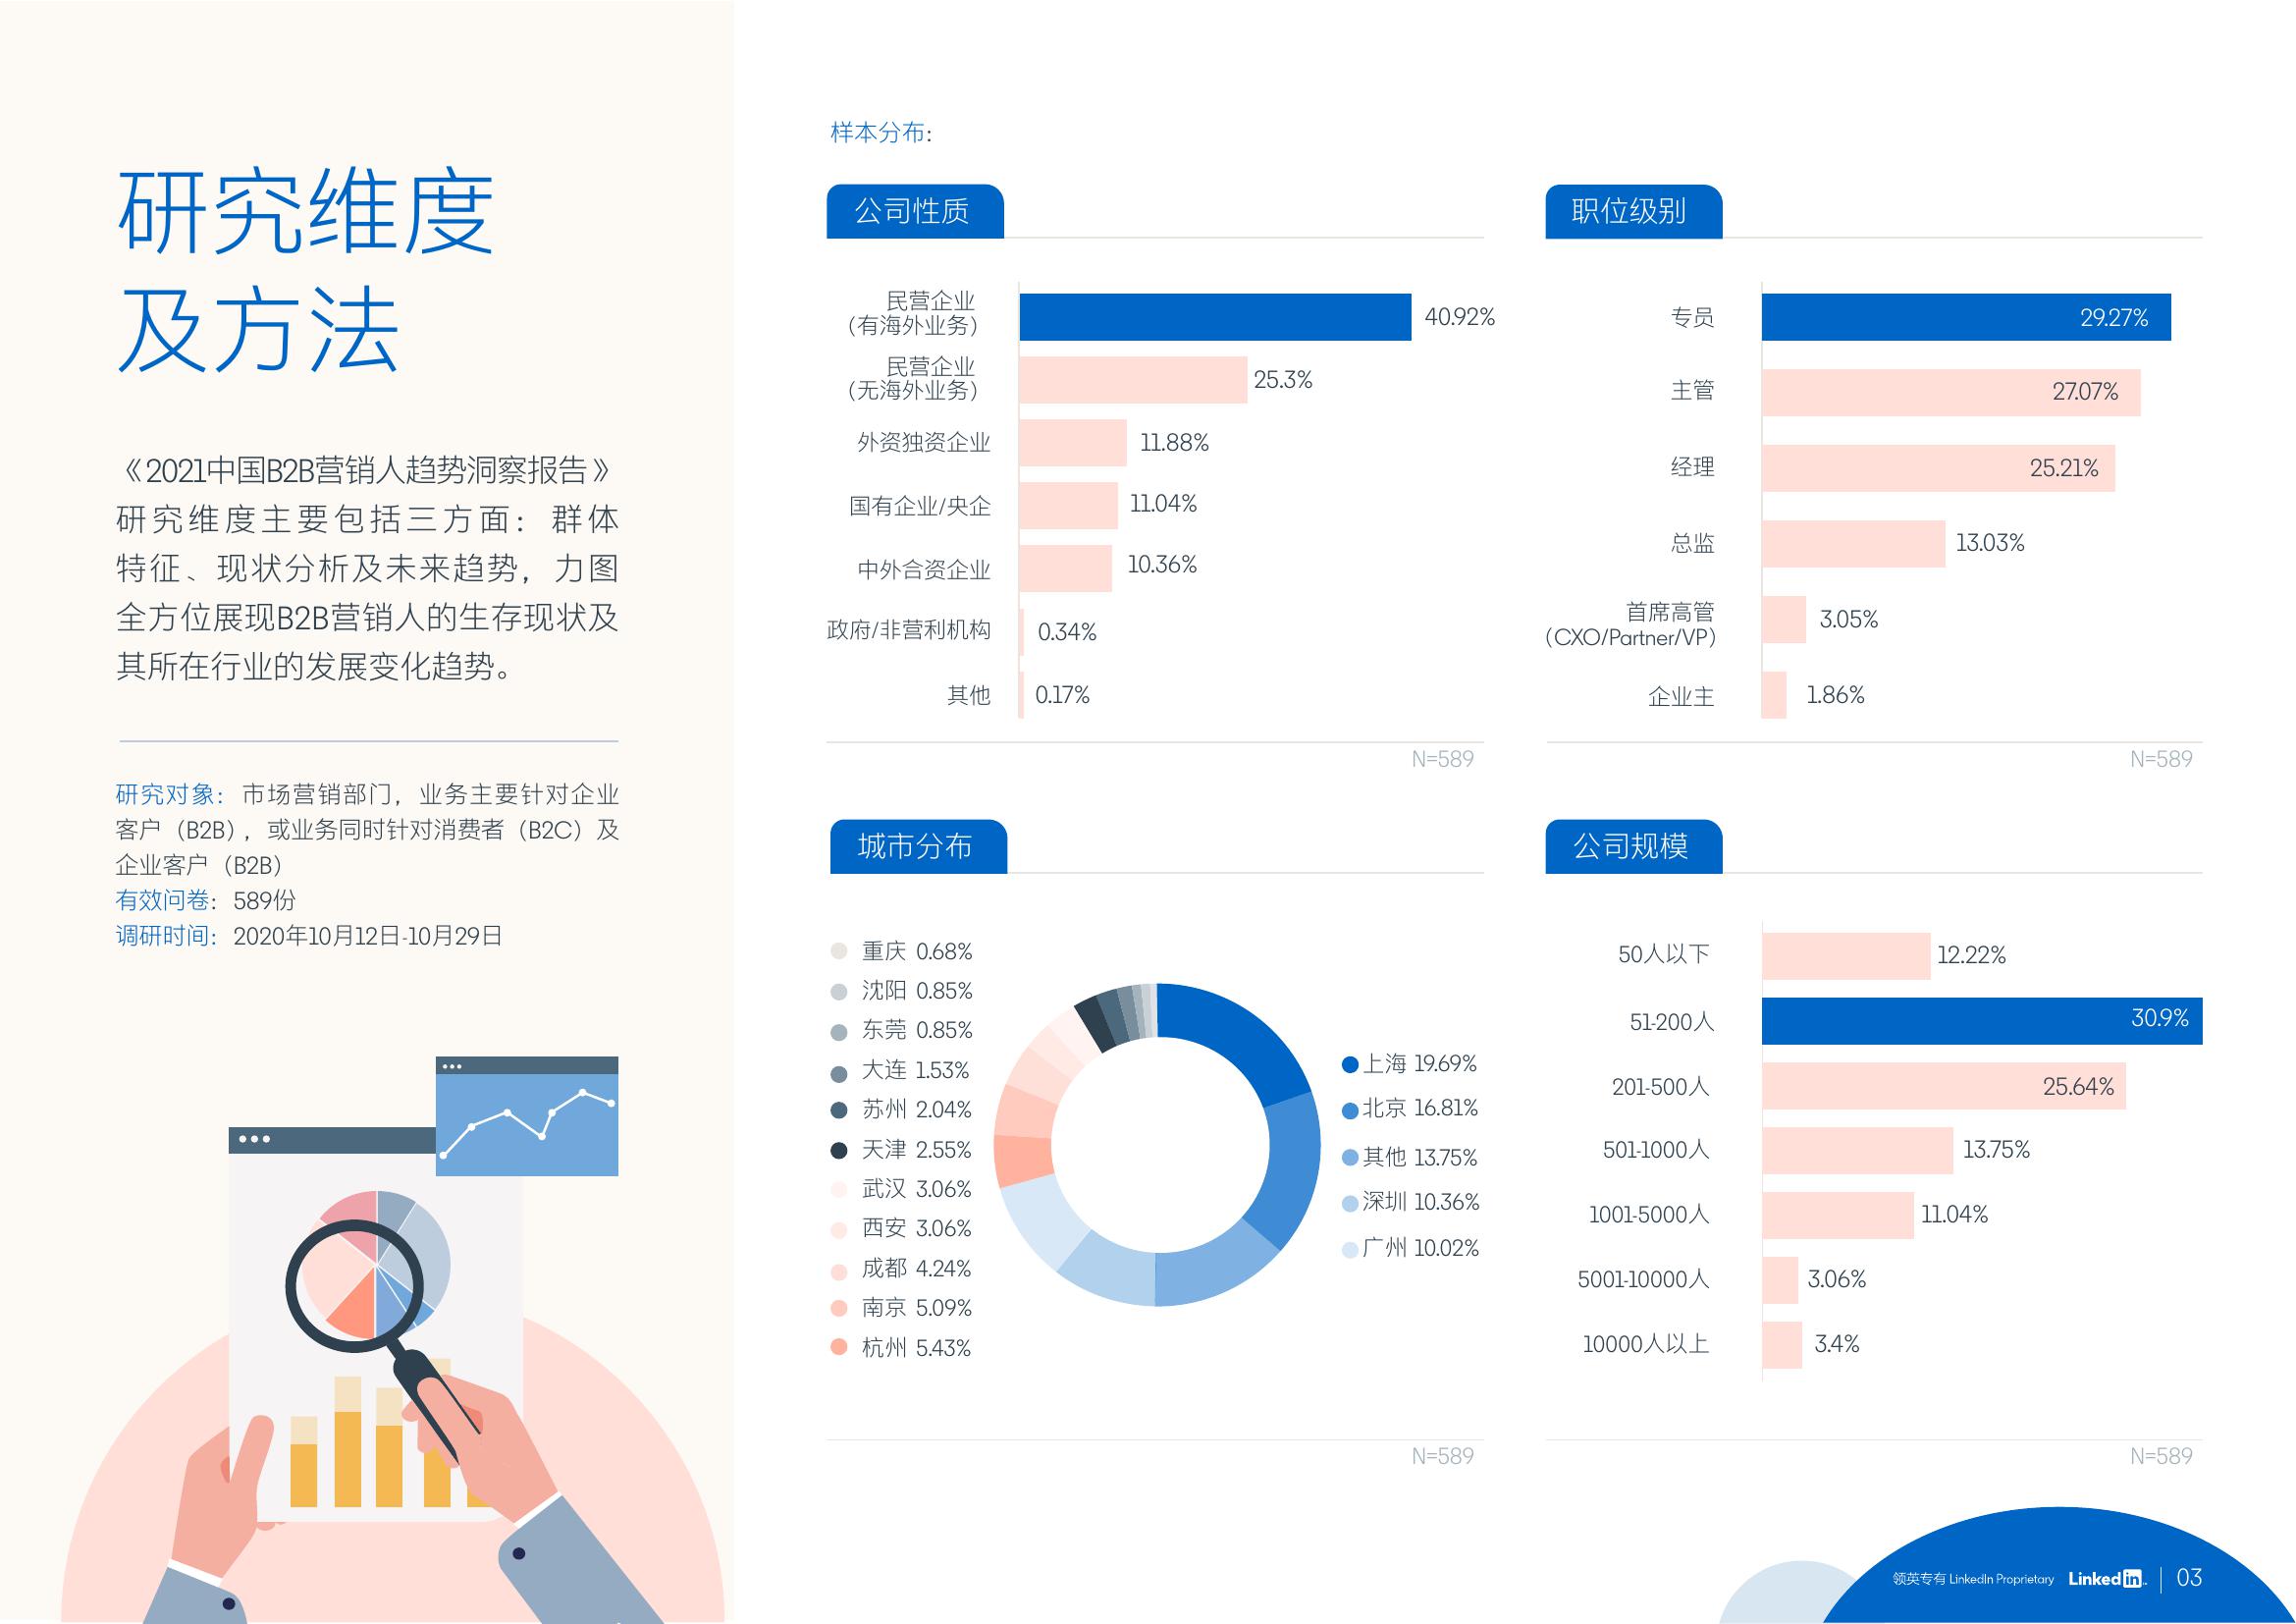 研究维度
及方法
《2021中国B2B营销人趋势洞察报告》
研究维度主要包括三方面：群体
特征、现状分析及未来趋势，力图
全方位展现B2B营销人的生存现状及
其所在行业的发展变化趋势。
研究对象：市场营销部门，业务主要针对企业
客户（B2B），或业务同时针对消费者（B2C）及
企业客户（B2B）
有效问卷：589份
调研时间：2020年10月12日-10月29日
样本分布:
公司性质
民营企业
（有海外业务）
40.92%
民营企业
（无海外业务）
25.3%
外资独资企业 11.88%
国有企业/央企 11.04%
中外合资企业 10.36%
政府/非营利机构 0.34%
其他 0.17%
N=589
职位级别
专员 29.27%
主管 27.07%
经理 25.21%
总监 13.03%
首席高管
（CXO/Partner/VP）
3.05%
企业主 1.86%
N=589
城市分布
重庆 0.68%
沈阳 0.85%
东莞 0.85%
大连 1.53%
苏州 2.04%
天津 2.55%
武汉 3.06%
西安 3.06%
成都 4.24%
南京 5.09%
杭州 5.43%
上海 19.69%
北京 16.81%
其他 13.75%
深圳 10.36%
广州 10.02%
N=589
公司规模
50人以下 12.22%
51-200人 30.9%
201-500人 25.64%
501-1000人 13.75%
1001-5000人 11.04%
5001-10000人 3.06%
10000人以上 3.4%
N=589
领英专有 LinkedIn Proprietary LinkedIn 03